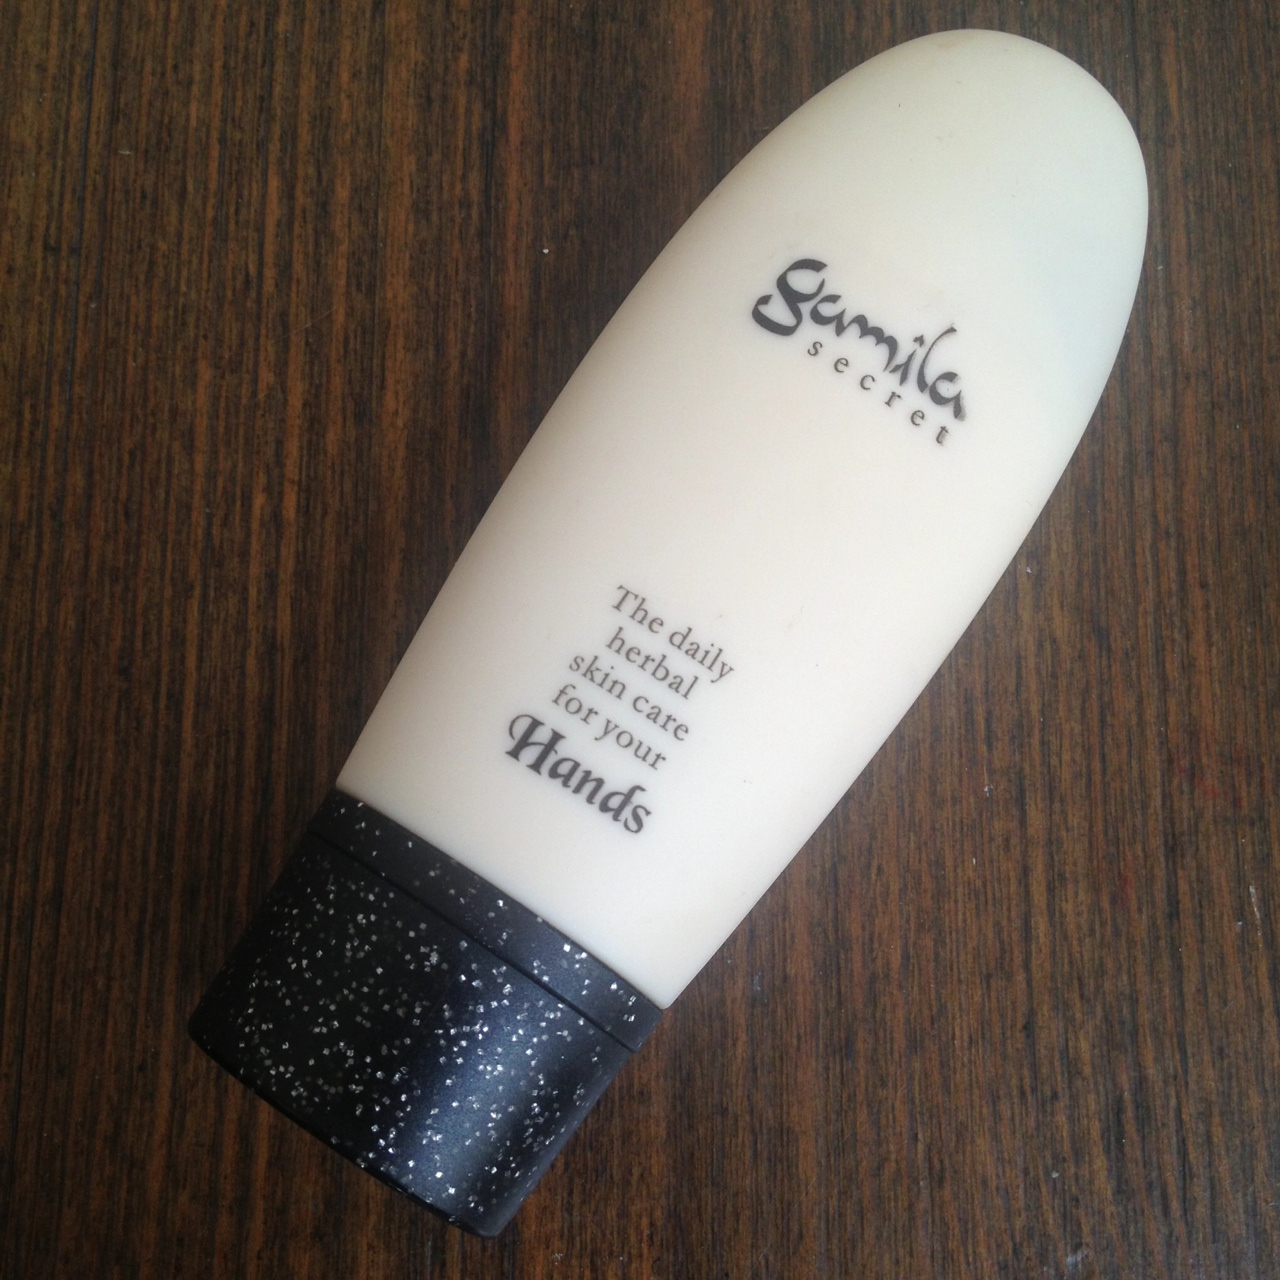 gamila
secret
The daily
herbal
skin care
for your
Hands